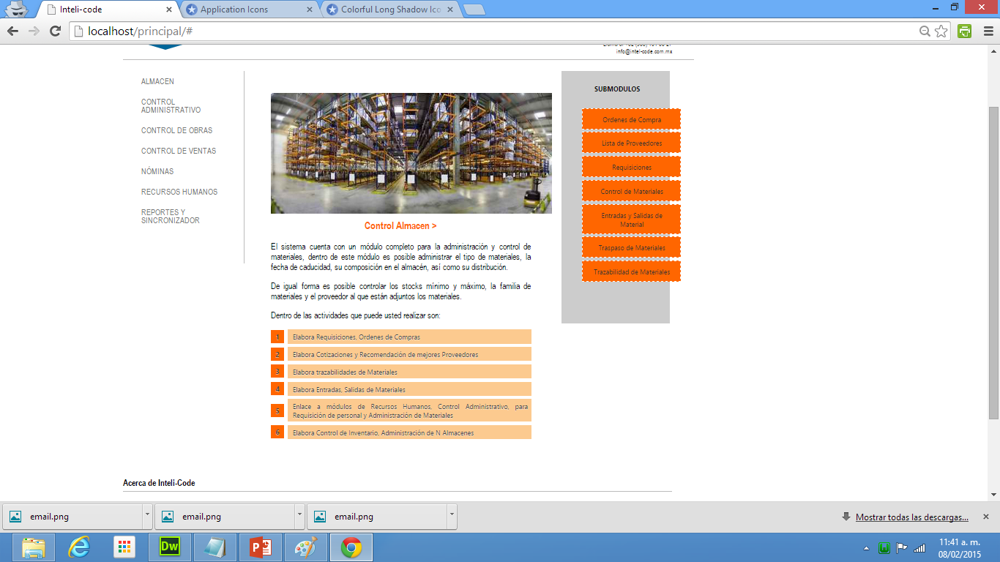 Inteli-code
Application Icons
Colorful Long Shadow Ico
localhost/principal/#
info@intel-code.com.mx
ALMACEN
CONTROL
ADMINISTRATIVO
CONTROL DE OBRAS
CONTROL DE VENTAS
NÓMINAS
RECURSOS HUMANOS
REPORTES Y
SINCRONIZADOR
Control Almacen >
El sistema cuenta con un módulo completo para la administración y control de
materiales, dentro de este módulo es posible administrar el tipo de materiales, la
fecha de caducidad, su composición en el almacén, así como su distribución.
De igual forma es posible controlar los stocks mínimo y máximo, la familia de
materiales y el proveedor al que están adjuntos los materiales.
Dentro de las actividades que puede usted realizar son:
1 Elabora Requisiciones, Ordenes de Compras
2 Elabora Cotizaciones y Recomendación de mejores Proveedores
3 Elabora trazabilidades de Materiales
4 Elabora Entradas, Salidas de Materiales
5 Enlace a módulos de Recursos Humanos, Control Administrativo, para
Requisición de personal y Administración de Materiales
6 Elabora Control de Inventario, Administración de N Almacenes
SUBMODULOS
Ordenes de Compra
Lista de Proveedores
Requisiciones
Control de Materiales
Entradas y Salidas de
Material
Traspaso de Materiales
Trazabilidad de Materiales
Acerca de Inteli-Code
email.png
email.png
email.png
Mostrar todas las descargas...
Dw
P
11:41 a. m.
08/02/2015